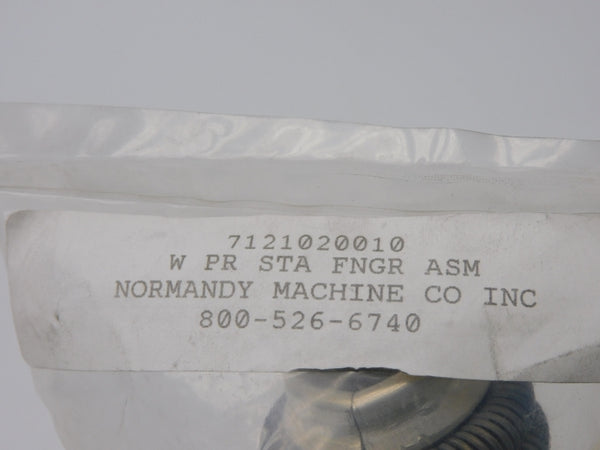 7121020010
W PR STA FNGR ASM
NORMANDY MACHINE CO INC
800-526-6740